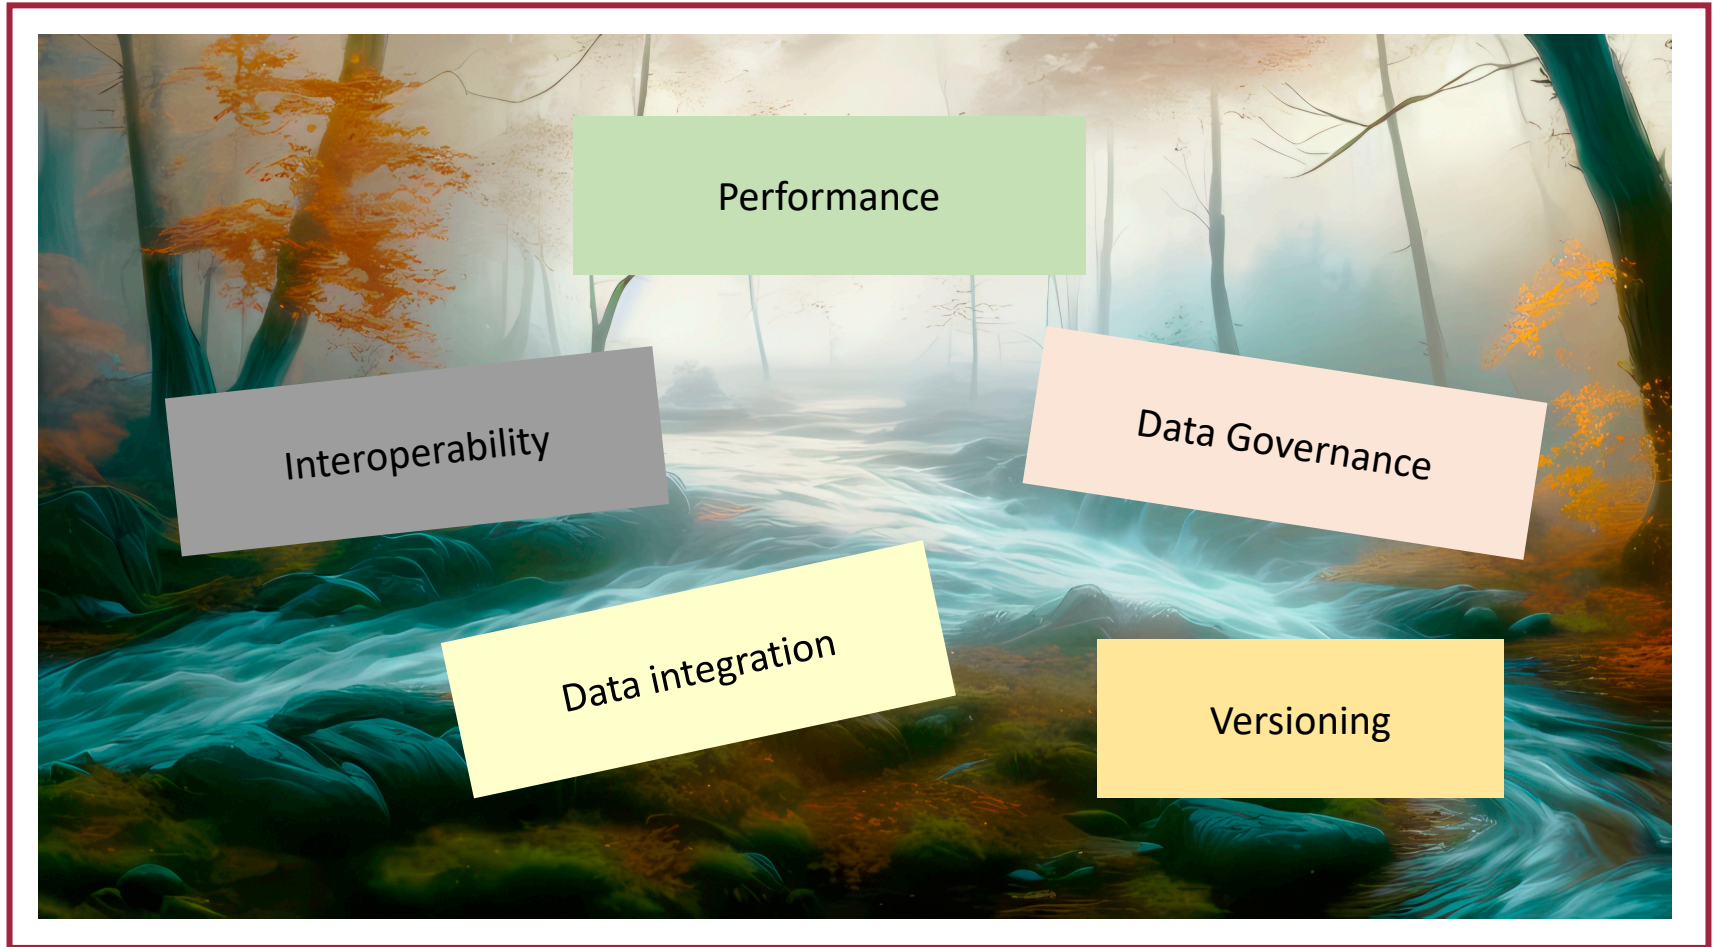 Performance
Interoperability
Data Governance
Data integration
Versioning